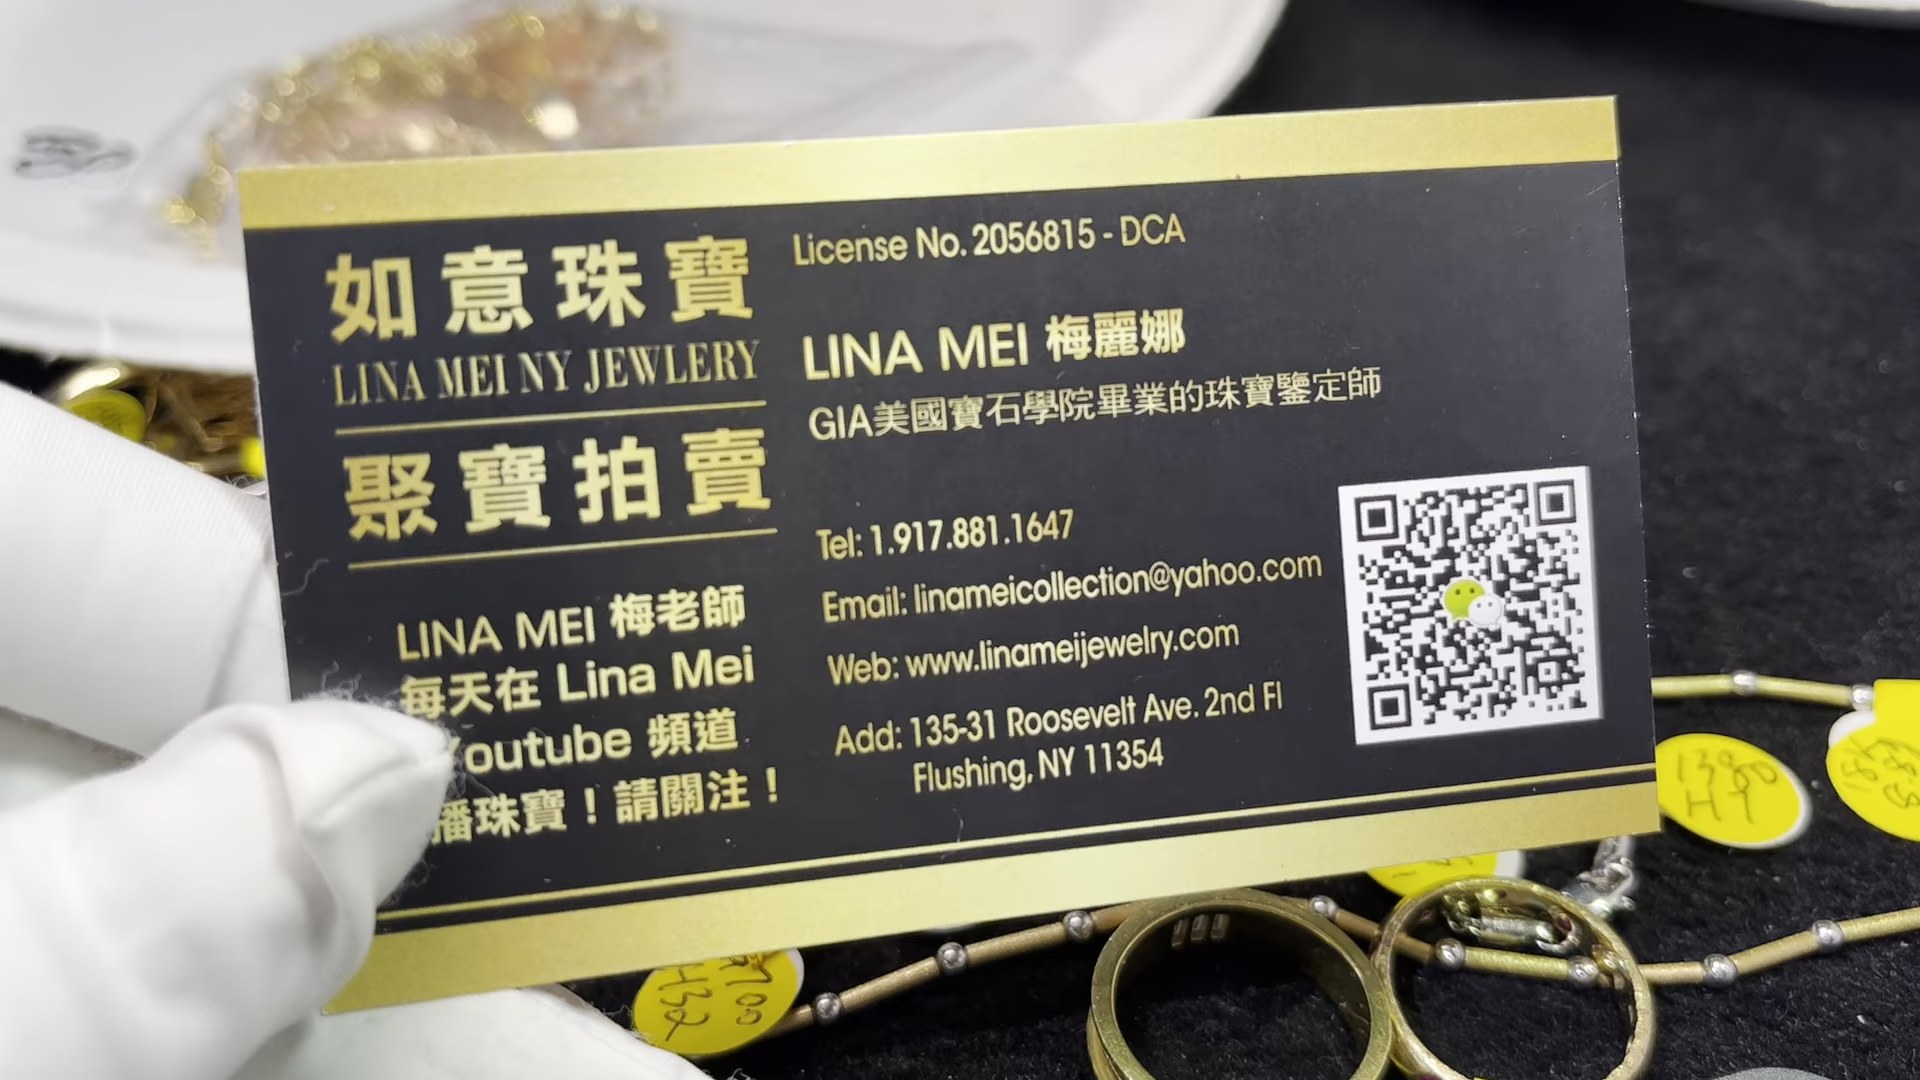 如意珠寶
LINA MEI NY JEWLERY
聚寶拍賣
LINA MEI 梅老師
每天在 Lina Mei
Youtube 頻道
播珠寶！請關注！
License No. 2056815 - DCA
LINA MEI 梅麗娜
GIA美國寶石學院畢業的珠寶鑒定師
Tel: 1.917.881.1647
Email: linameicollection@yahoo.com
Web: www.linameijewelry.com
Add: 135-31 Roosevelt Ave. 2nd Fl
Flushing, NY 11354